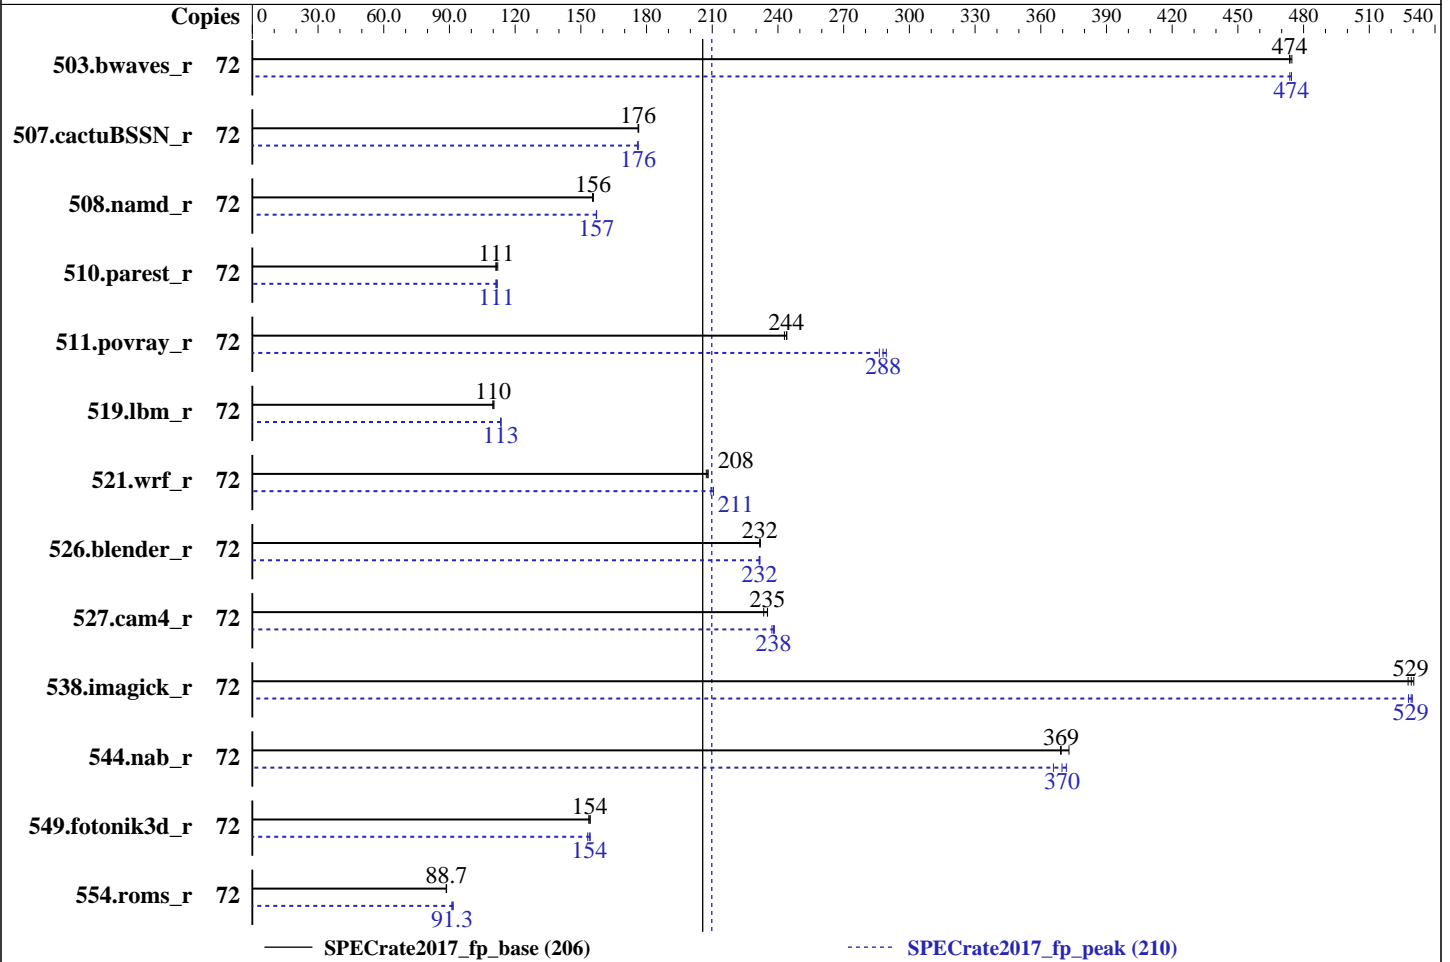 Copies 0 30.0 60.0 90.0 120 150 180 210 240 270 300 330 360 390 420 450 480 510 540
474
503.bwaves_r 72
474
176
507.cactuBSSN_r 72
176
156
508.namd_r 72
157
111
510.parest_r 72
111
244
511.povray_r 72
288
110
519.lbm_r 72
113
208
521.wrf_r 72
211
232
526.blender_r 72
232
235
527.cam4_r 72
238
529
538.imagick_r 72
529
369
544.nab_r 72
370
154
549.fotonik3d_r 72
154
88.7
554.roms_r 72
91.3
SPECrate2017_fp_base (206) SPECrate2017_fp_peak (210)